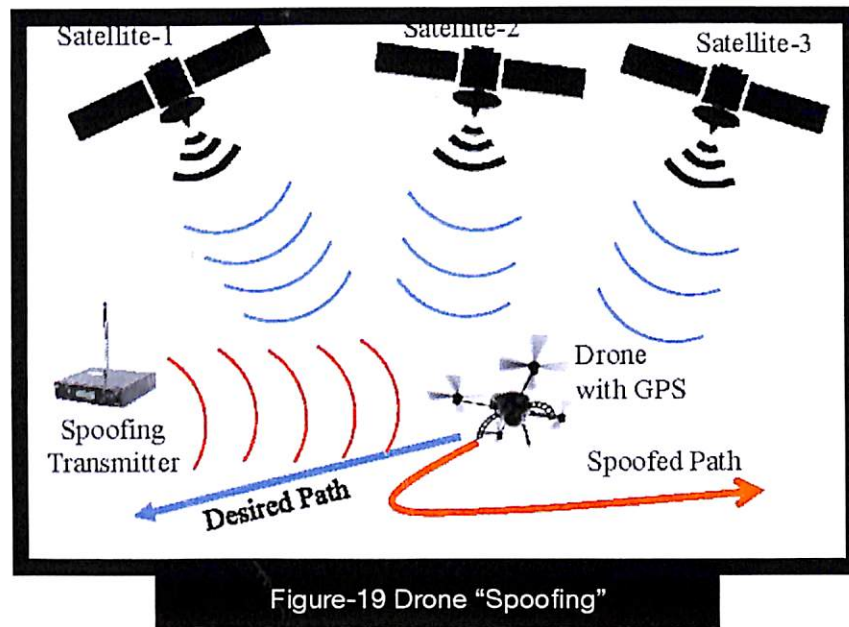 Satellite-1
Satellite-2
Satellite-3
Drone
with GPS
Spoofing
Transmitter
Spoofed Path
Desired Path
Figure-19 Drone “Spoofing”